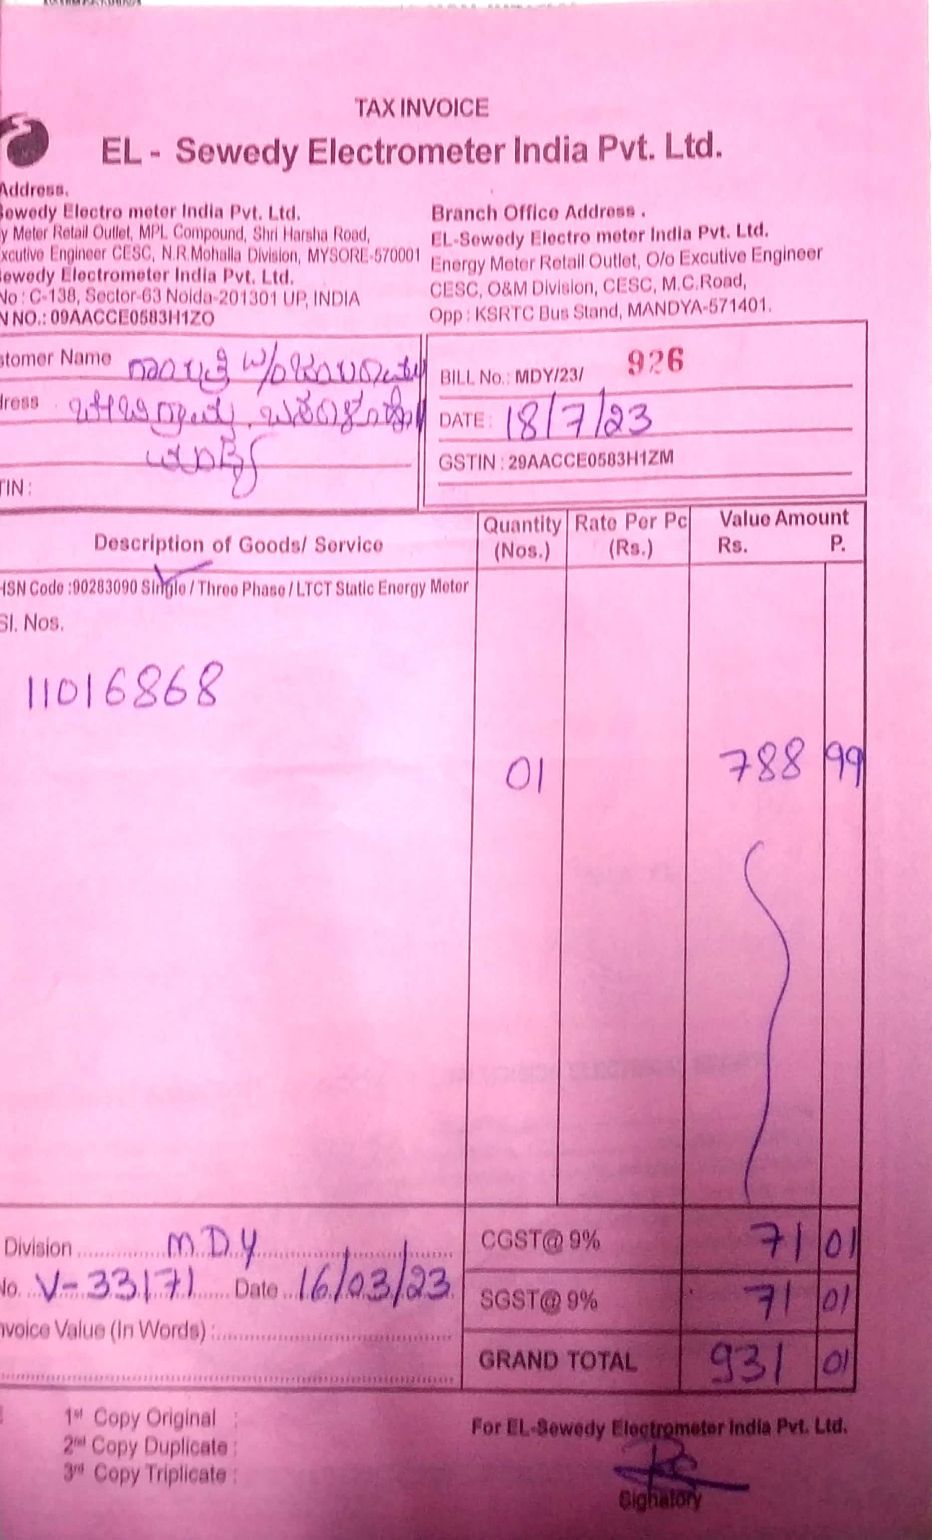 TAX INVOICE
EL - Sewedy Electrometer India Pvt. Ltd.
Address.
Sewedy Electro meter India Pvt. Ltd.
y Meter Retail Outlet, MPL Compound, Shri Harsha Road,
xcutive Engineer CESC, N.R.Mohalla Division, MYSORE-570001
Sewedy Electrometer India Pvt. Ltd.
No : C-138, Sector-63 Noida-201301 UP, INDIA
N NO.: 09AACCE0583H1ZO
Branch Office Address .
EL-Sewedy Electro meter India Pvt. Ltd.
Energy Meter Retail Outlet, O/o Excutive Engineer
CESC, O&M Division, CESC, M.C.Road,
Opp : KSRTC Bus Stand, MANDYA-571401.
stomer Name
dress
ಮಂಡ್ಯ
TIN :
BILL No.: MDY/23/ 926
DATE : 18/7/23
GSTIN : 29AACCE0583H1ZM
Description of Goods/ Service
Quantity (Nos.)
Rate Per Pc (Rs.)
Value Amount
Rs. P.
HSN Code :90283090 Single / Three Phase / LTCT Static Energy Meter
Sl. Nos.
11016868
01 788 99
Division MDY
No. V-33171 Date 16/03/23
nvoice Value (In Words) :
CGST@ 9% 71 01
SGST@ 9% 71 01
GRAND TOTAL 931 01
1st Copy Original :
2nd Copy Duplicate :
3rd Copy Triplicate :
For EL-Sewedy Electrometer India Pvt. Ltd.
Signatory